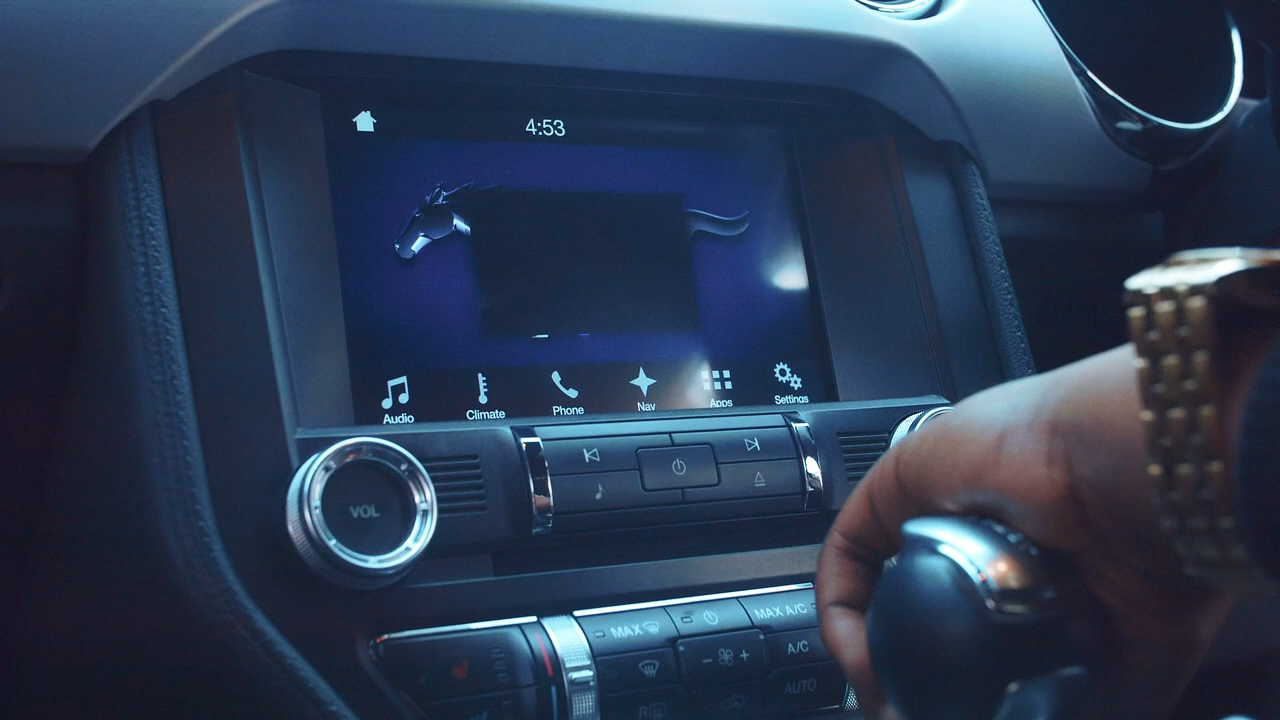 4:53
Audio Climate Phone Nav Apps Settings
VOL
MAX MAX A/C
A/C
AUTO
R